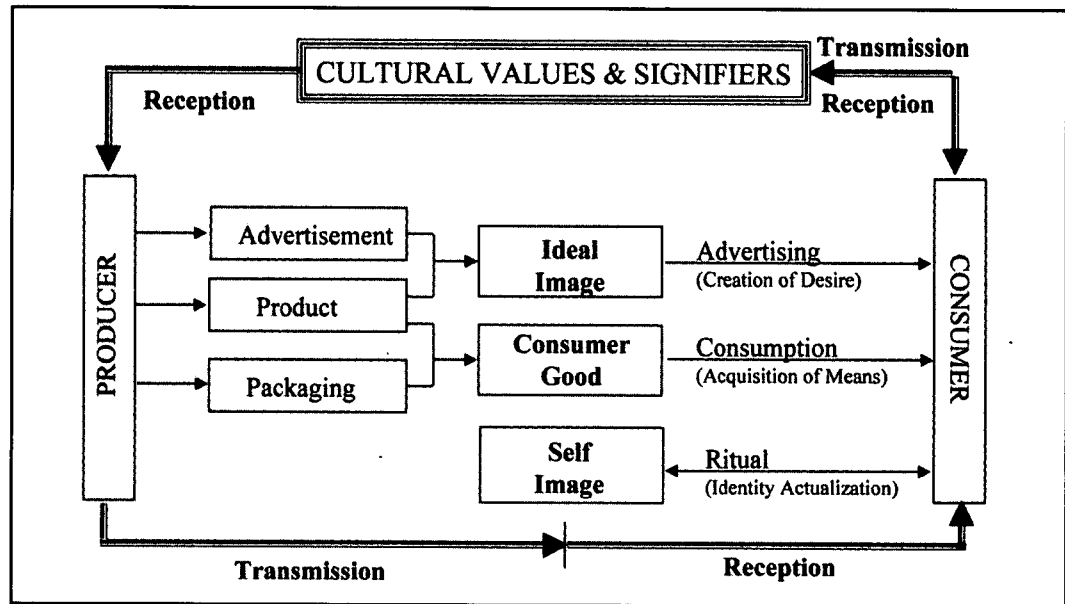 Transmission
CULTURAL VALUES & SIGNIFIERS
Reception
Reception
PRODUCER
Advertisement
Product
Packaging
Ideal
Image
Advertising
(Creation of Desire)
Consumer
Good
Consumption
(Acquisition of Means)
Self
Image
Ritual
(Identity Actualization)
CONSUMER
Transmission
Reception